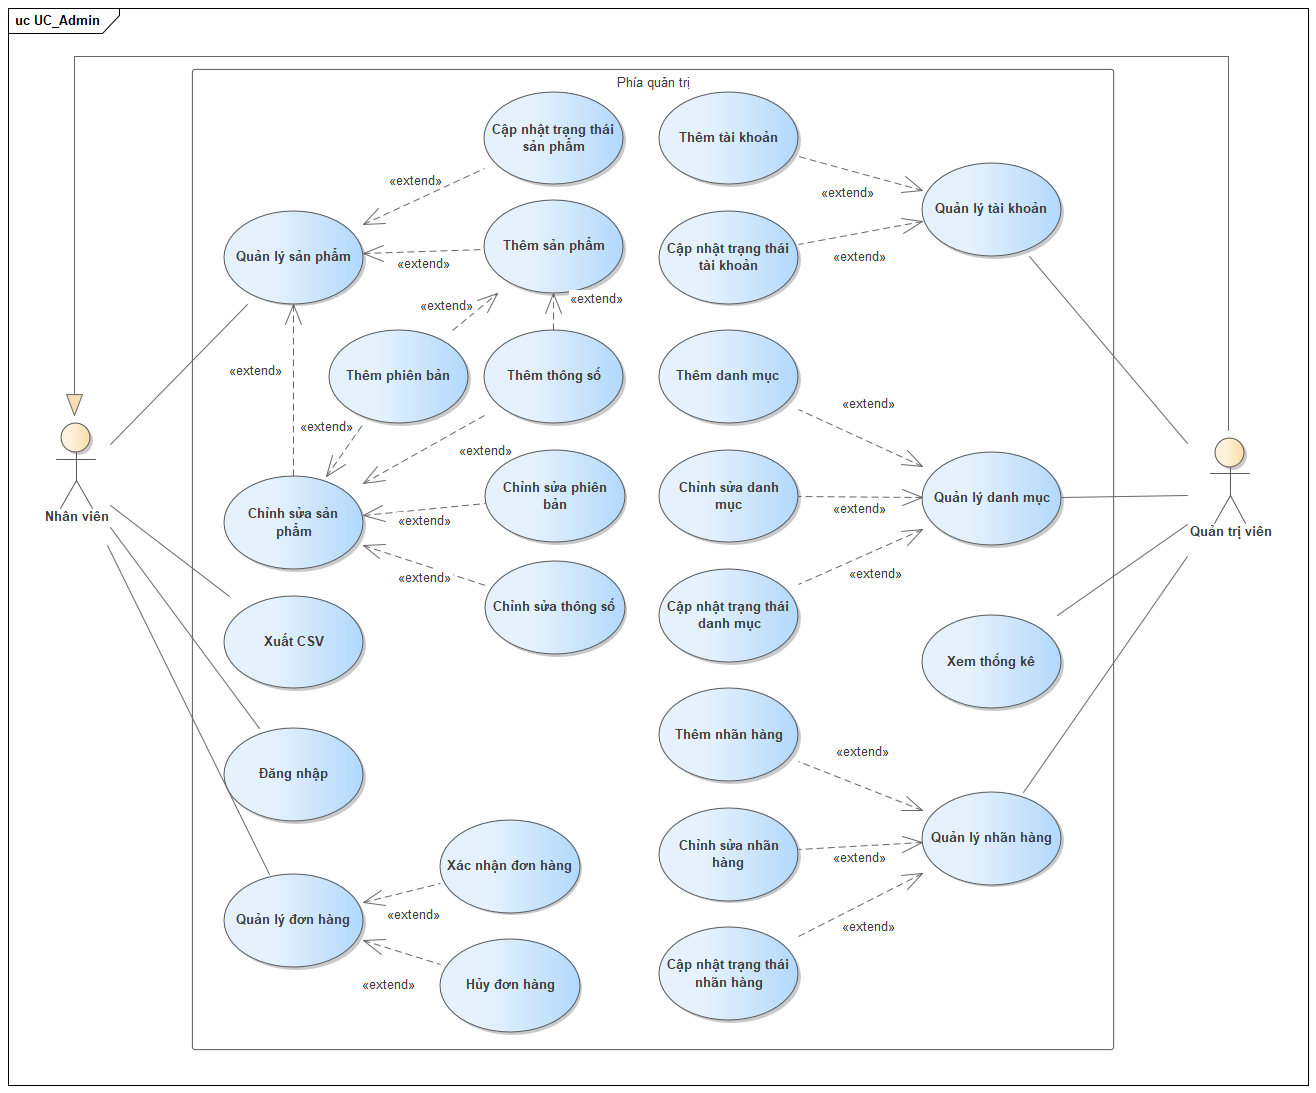 uc UC_Admin
Phía quản trị
Cập nhật trạng thái
sản phẩm
Thêm tài khoản
«extend»
«extend»
Quản lý tài khoản
Thêm sản phẩm
Quản lý sản phẩm
Cập nhật trạng thái
tài khoản
«extend»
«extend»
«extend»
«extend»
«extend»
Thêm phiên bản
Thêm thông số
Thêm danh mục
«extend»
«extend»
«extend»
Chỉnh sửa phiên
bản
Chỉnh sửa danh
mục
Quản lý danh mục
Nhân viên
Chỉnh sửa sản
phẩm
«extend»
«extend»
Quản trị viên
«extend»
«extend»
Chỉnh sửa thông số
Cập nhật trạng thái
danh mục
Xuất CSV
Xem thống kê
Thêm nhãn hàng
«extend»
Đăng nhập
Quản lý nhãn hàng
Chỉnh sửa nhãn
hàng
«extend»
Xác nhận đơn hàng
Quản lý đơn hàng
«extend»
«extend»
Cập nhật trạng thái
nhãn hàng
«extend»
Hủy đơn hàng